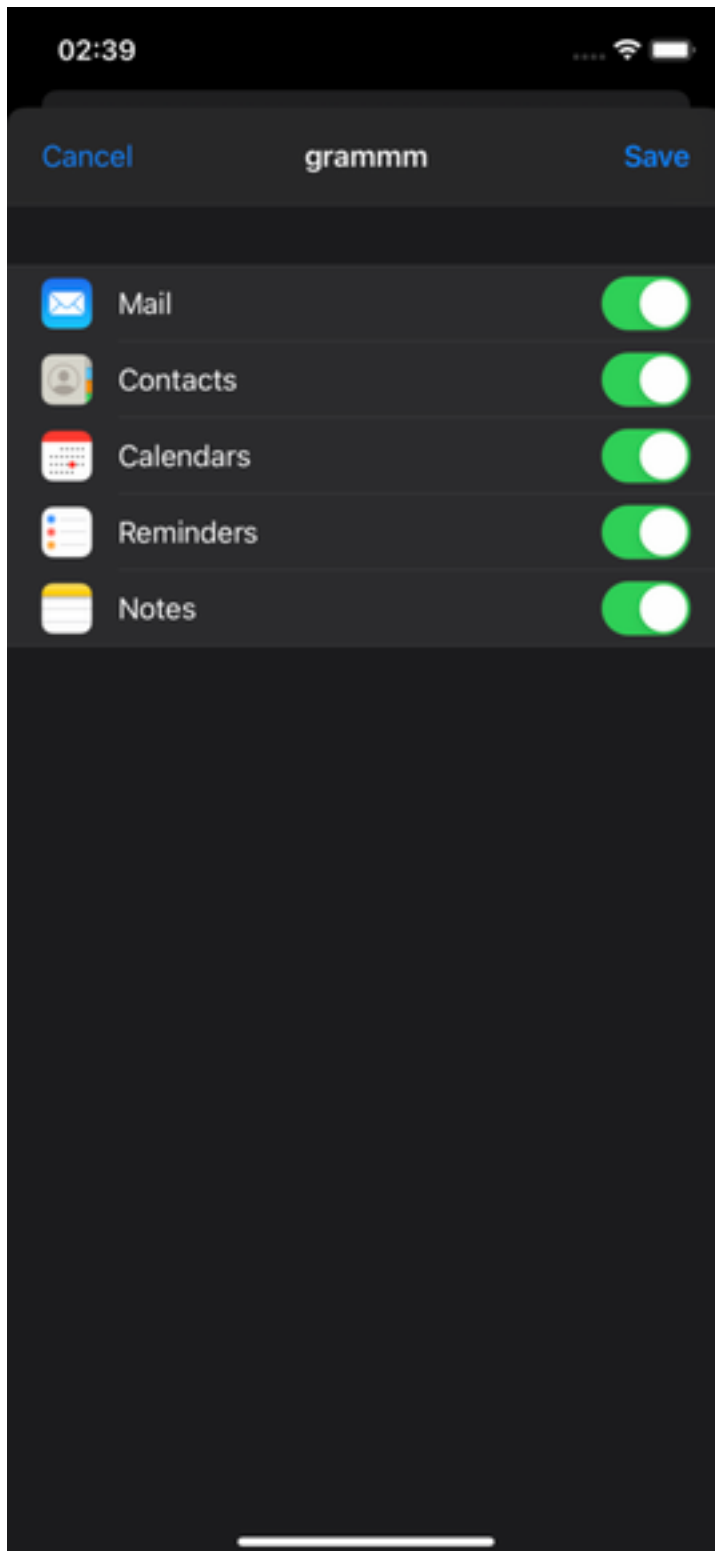 02:39
Cancel grammm Save
Mail
Contacts
Calendars
Reminders
Notes